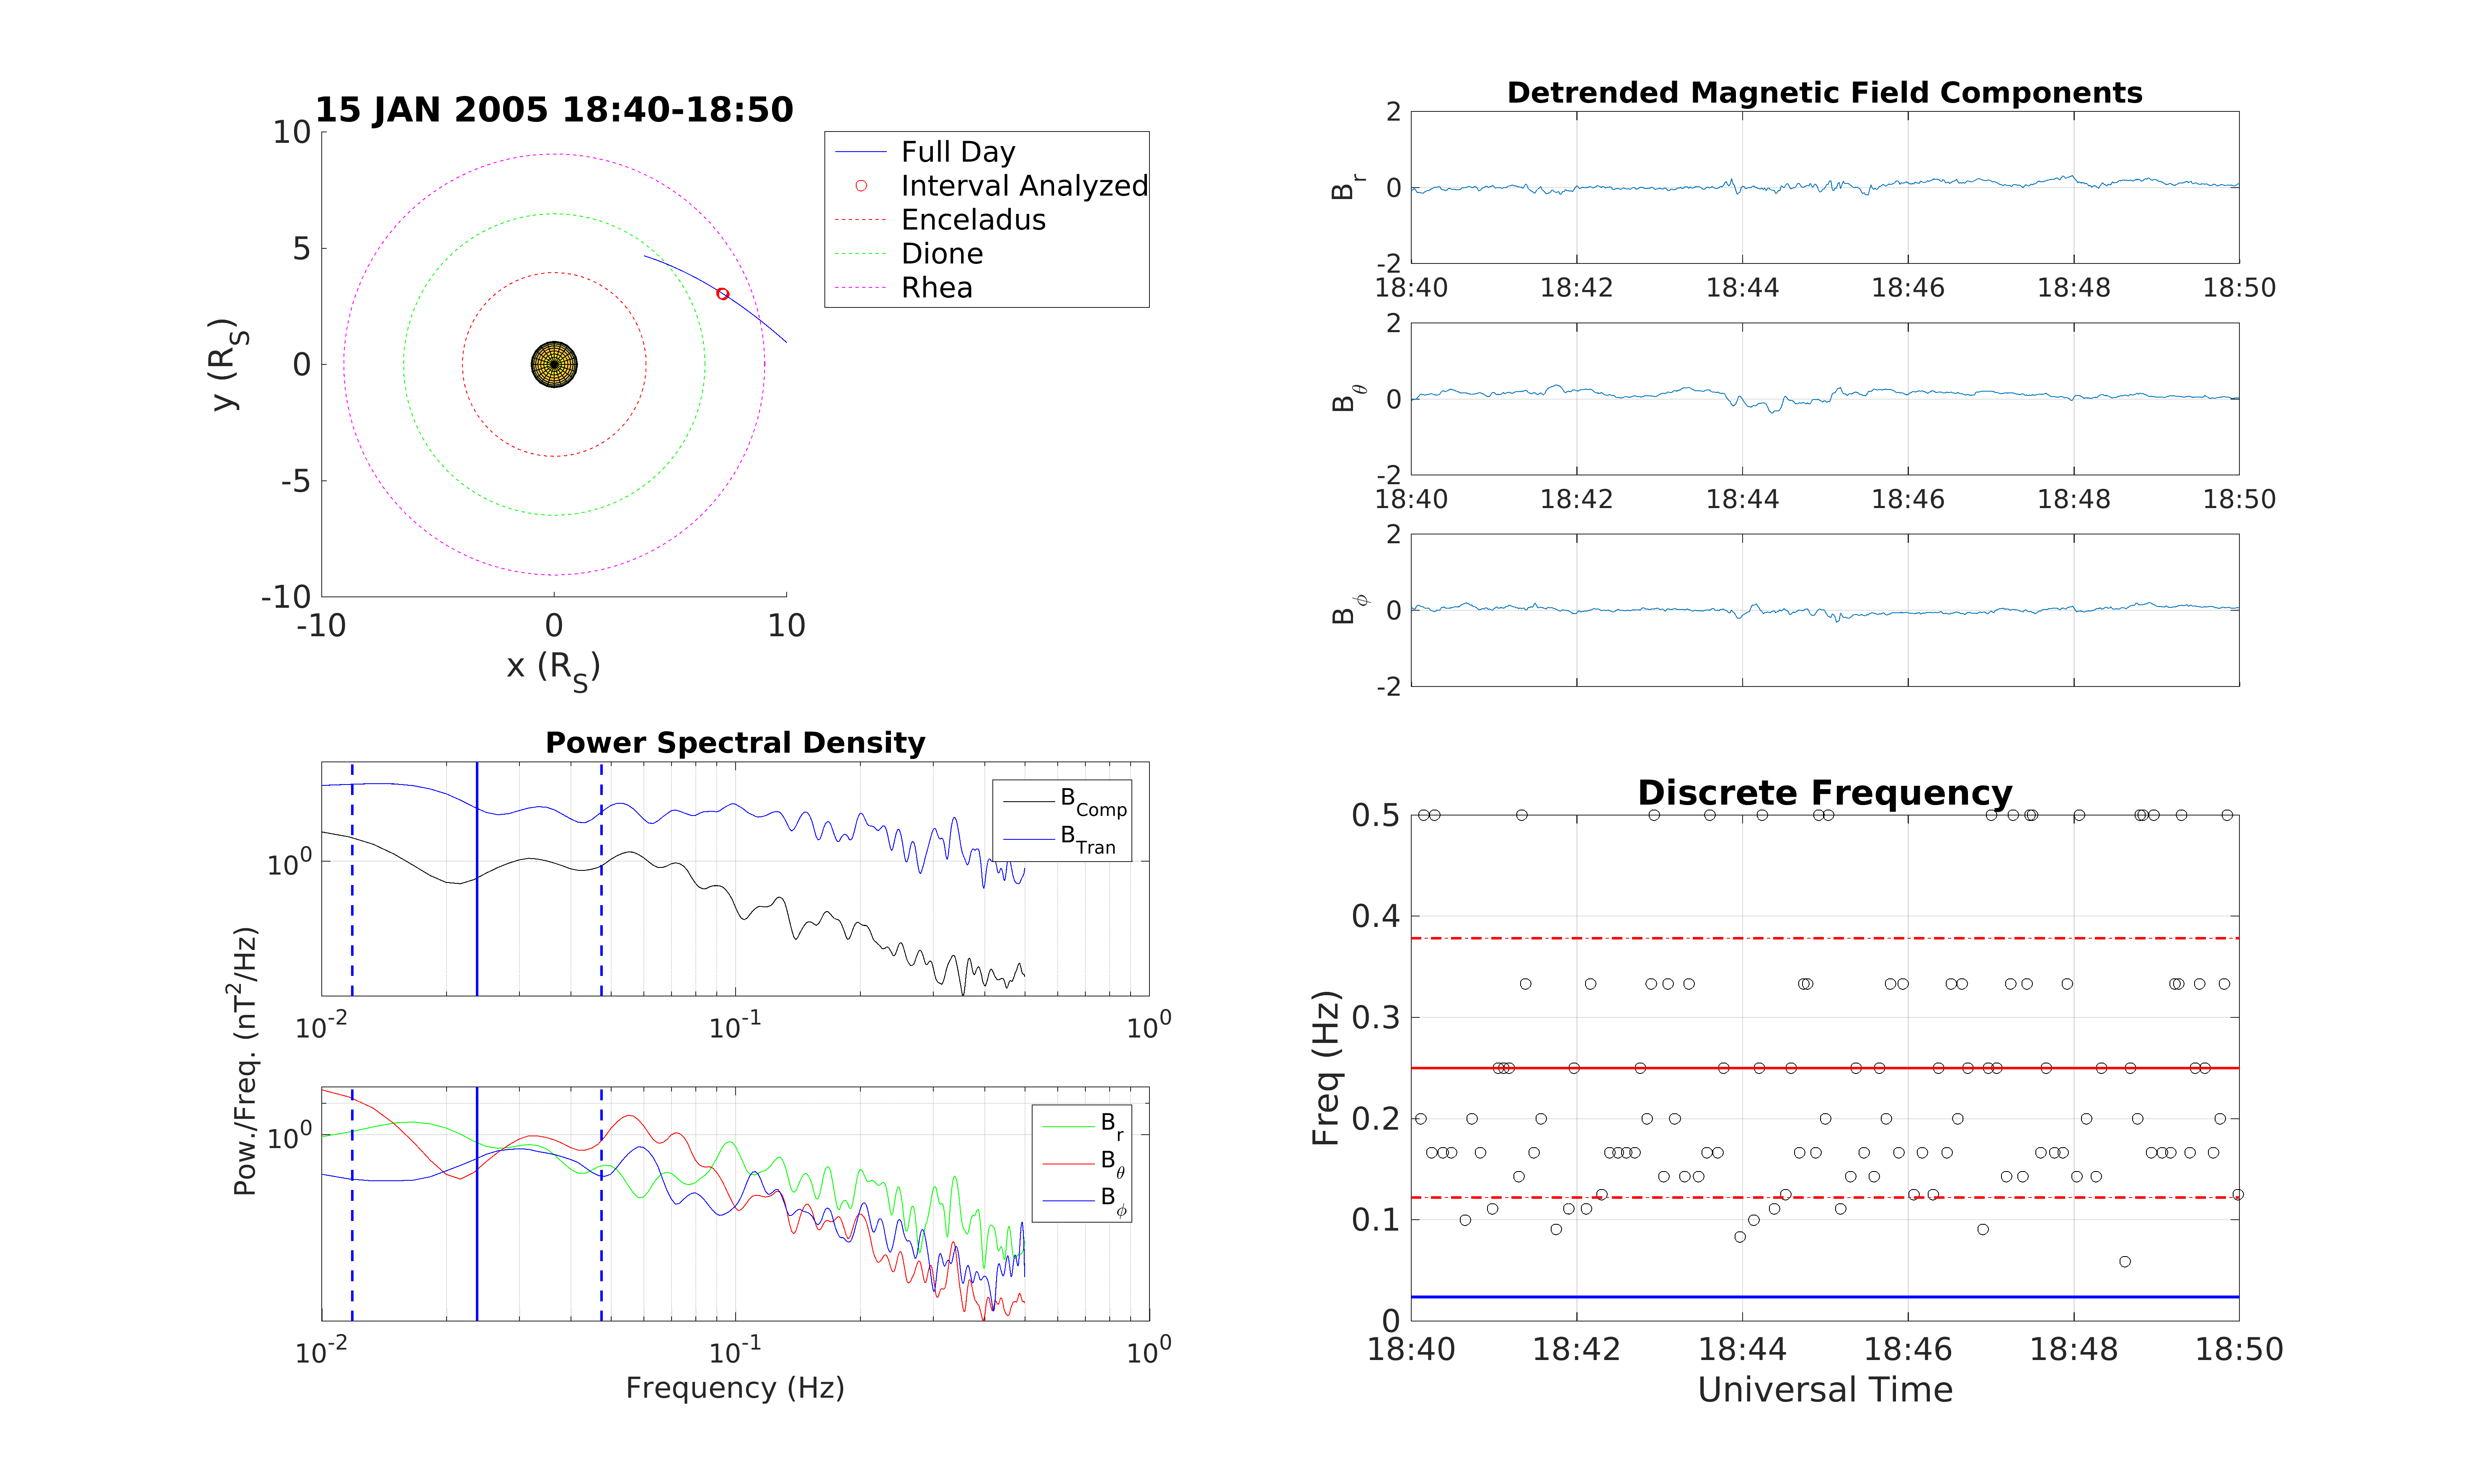 15 JAN 2005 18:40-18:50
10
5
0
-5
-10
-10 0 10
x (R_S)
y (R_S)
Full Day
Interval Analyzed
Enceladus
Dione
Rhea
Detrended Magnetic Field Components
2
0
-2
B_r
18:40 18:42 18:44 18:46 18:48 18:50
2
0
-2
B_θ
18:40 18:42 18:44 18:46 18:48 18:50
2
0
-2
B_ϕ
Power Spectral Density
10^0
B_Comp
B_Tran
10^-2 10^-1 10^0
Pow./Freq. (nT^2/Hz)
10^0
B_r
B_θ
B_ϕ
10^-2 10^-1 10^0
Frequency (Hz)
Discrete Frequency
0.5
0.4
0.3
0.2
0.1
0
Freq (Hz)
18:40 18:42 18:44 18:46 18:48 18:50
Universal Time